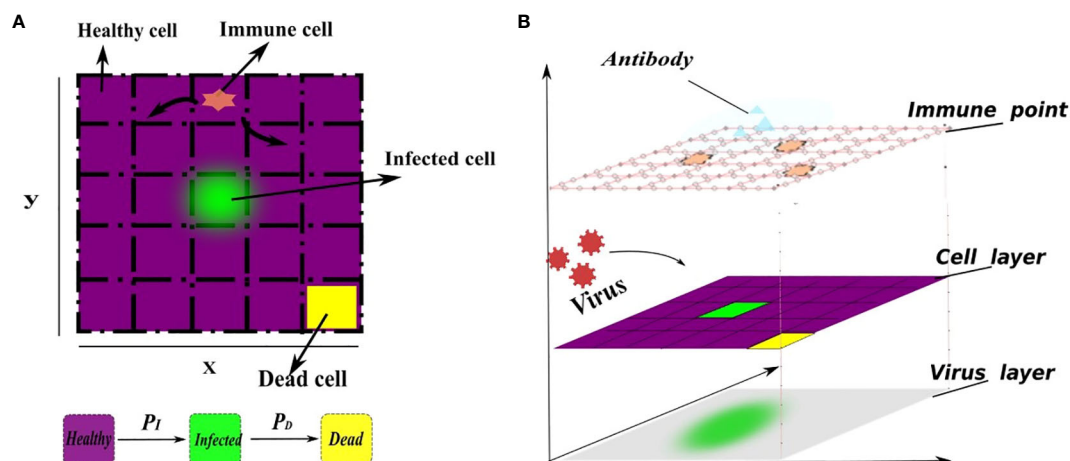 A
Healthy cell
Immune cell
Infected cell
y
x
Dead cell
Healthy
P_I
Infected
P_D
Dead
B
Antibody
Immune point
Virus
Cell layer
Virus layer